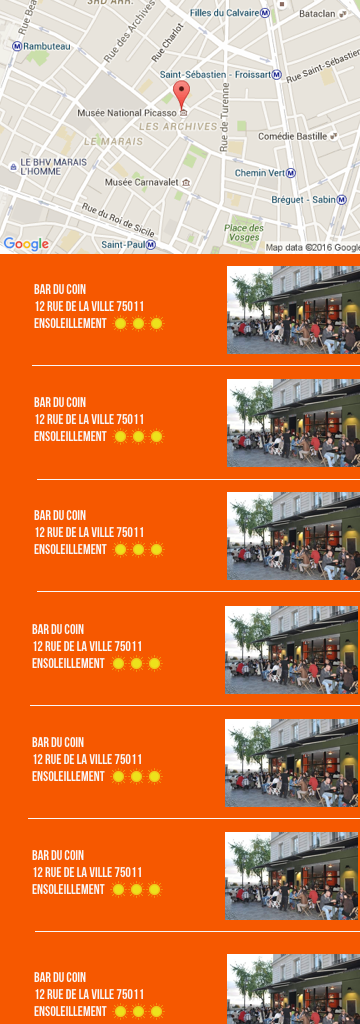 3RD ARR.
Filles du Calvaire
Bataclan
Rue Bea
Rue des Archives
Rue Charlot
Rambuteau
Saint-Sébastien - Froissart
Rue Saint-Sébastien
Rue de Turenne
Musée National Picasso
LES ARCHIVES
LE MARAIS
Comédie Bastille
LE BHV MARAIS
L'HOMME
Chemin Vert
Musée Carnavalet
Bréguet - Sabin
Rue du Roi de Sicile
Place des
Vosges
Google
Saint-Paul
Map data ©2016 Google
BAR DU COIN
12 RUE DE LA VILLE 75011
ENSOLEILLEMENT
BAR DU COIN
12 RUE DE LA VILLE 75011
ENSOLEILLEMENT
BAR DU COIN
12 RUE DE LA VILLE 75011
ENSOLEILLEMENT
BAR DU COIN
12 RUE DE LA VILLE 75011
ENSOLEILLEMENT
BAR DU COIN
12 RUE DE LA VILLE 75011
ENSOLEILLEMENT
BAR DU COIN
12 RUE DE LA VILLE 75011
ENSOLEILLEMENT
BAR DU COIN
12 RUE DE LA VILLE 75011
ENSOLEILLEMENT